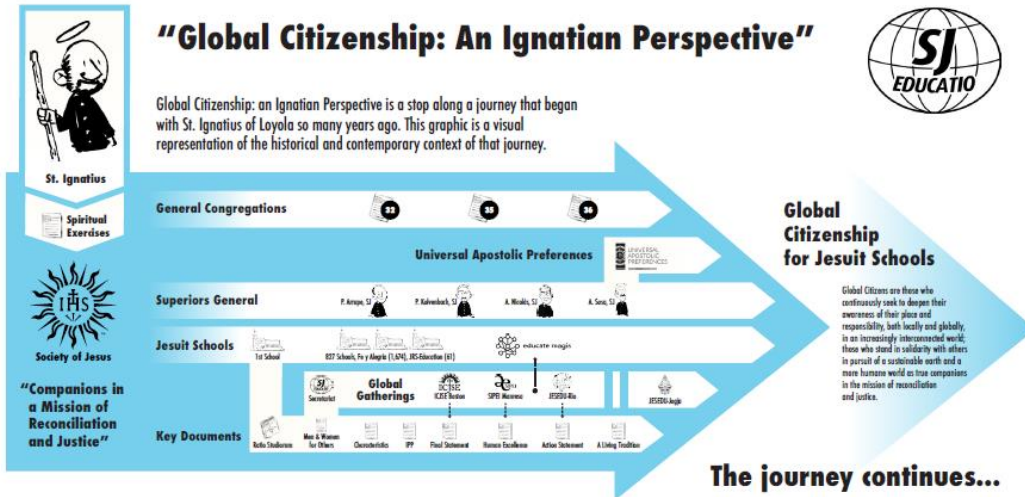 "Global Citizenship: An Ignatian Perspective"
SJ
EDUCATIO
Global Citizenship: an Ignatian Perspective is a stop along a journey that began
with St. Ignatius of Loyola so many years ago. This graphic is a visual
representation of the historical and contemporary context of that journey.
St. Ignatius
Spiritual
Exercises
IHS
Society of Jesus
"Companions in
a Mission of
Reconciliation
and Justice"
General Congregations
32
35
36
Universal Apostolic Preferences
UNIVERSAL
APOSTOLIC
PREFERENCES
Superiors General
P. Arrupe, SJ
P. Kolvenbach, SJ
A. Nicolás, SJ
A. Sosa, SJ
Jesuit Schools
1st School
827 Schools, Fe y Alegría (1,674), JRS-Education (61)
educate magis
SJ
Secretariat
Global
Gatherings
ICJSE
ICJSE Boston
SIPEI Manresa
JESEDU-Rio
JESEDU-Jogja
Key Documents
Ratio Studiorum
Men & Women
for Others
Characteristics
IPP
Final Statement
Human Excellence
Action Statement
A Living Tradition
Global
Citizenship
for Jesuit Schools
Global Citizens are those who
continuously seek to deepen their
awareness of their place and
responsibility, both locally and globally,
in an increasingly interconnected world;
those who stand in solidarity with others
in pursuit of a sustainable earth and a
more humane world as true companions
in the mission of reconciliation
and justice.
The journey continues...